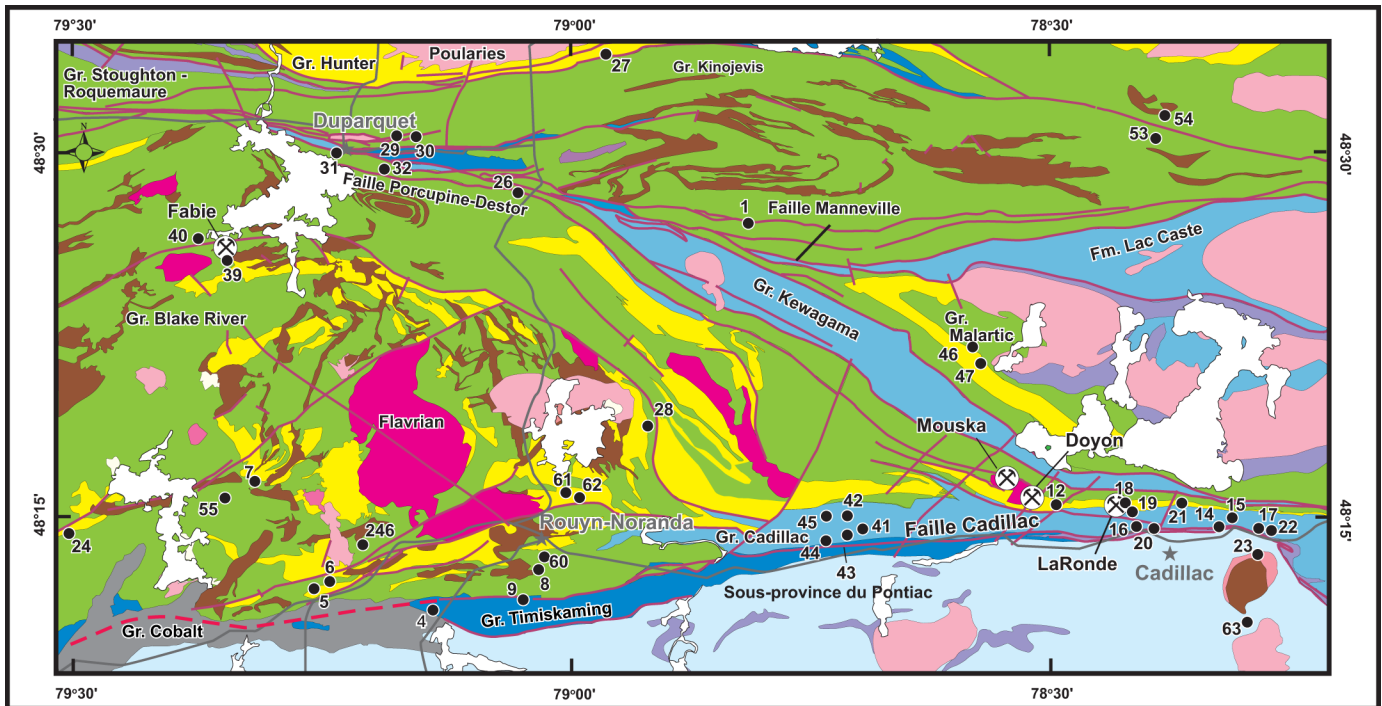 79°30'
79°00'
78°30'
Gr. Stoughton -
Roquemaure
Gr. Hunter
Poularies
27
Gr. Kinojevis
54
53
Duparquet
29
30
31
32
48°30'
48°30'
Faille Porcupine-Destor
26
1
Faille Manneville
Fm. Lac Caste
Fabie
40
39
Gr. Kewagama
Gr. Blake River
Gr.
Malartic
46
47
Flavrian
28
Mouska
Doyon
7
55
61
62
12
18
19
21
15
17
45
42
41
14
22
16
20
48°15'
48°15'
24
246
Rouyn-Noranda
Gr. Cadillac
Faille Cadillac
44
43
LaRonde
Cadillac
23
6
5
60
8
9
4
Sous-province du Pontiac
Gr. Timiskaming
Gr. Cobalt
63
79°30'
79°00'
78°30'